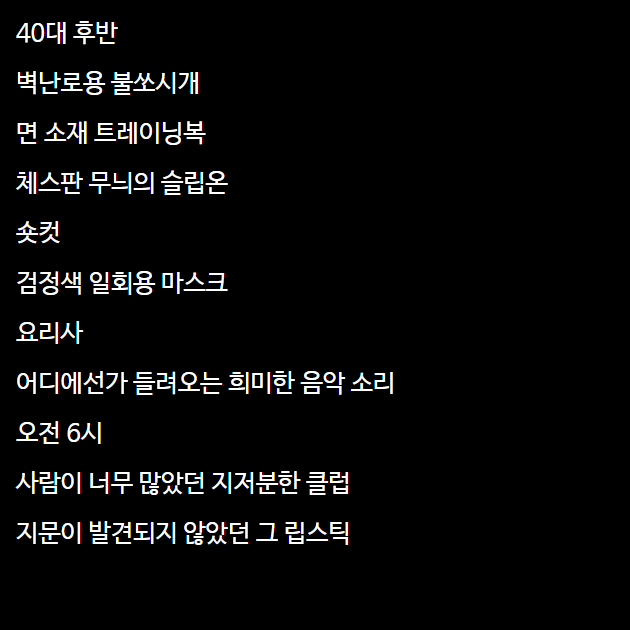 40대 후반
벽난로용 불쏘시개
면 소재 트레이닝복
체스판 무늬의 슬립온
숏컷
검정색 일회용 마스크
요리사
어디에선가 들려오는 희미한 음악 소리
오전 6시
사람이 너무 많았던 지저분한 클럽
지문이 발견되지 않았던 그 립스틱